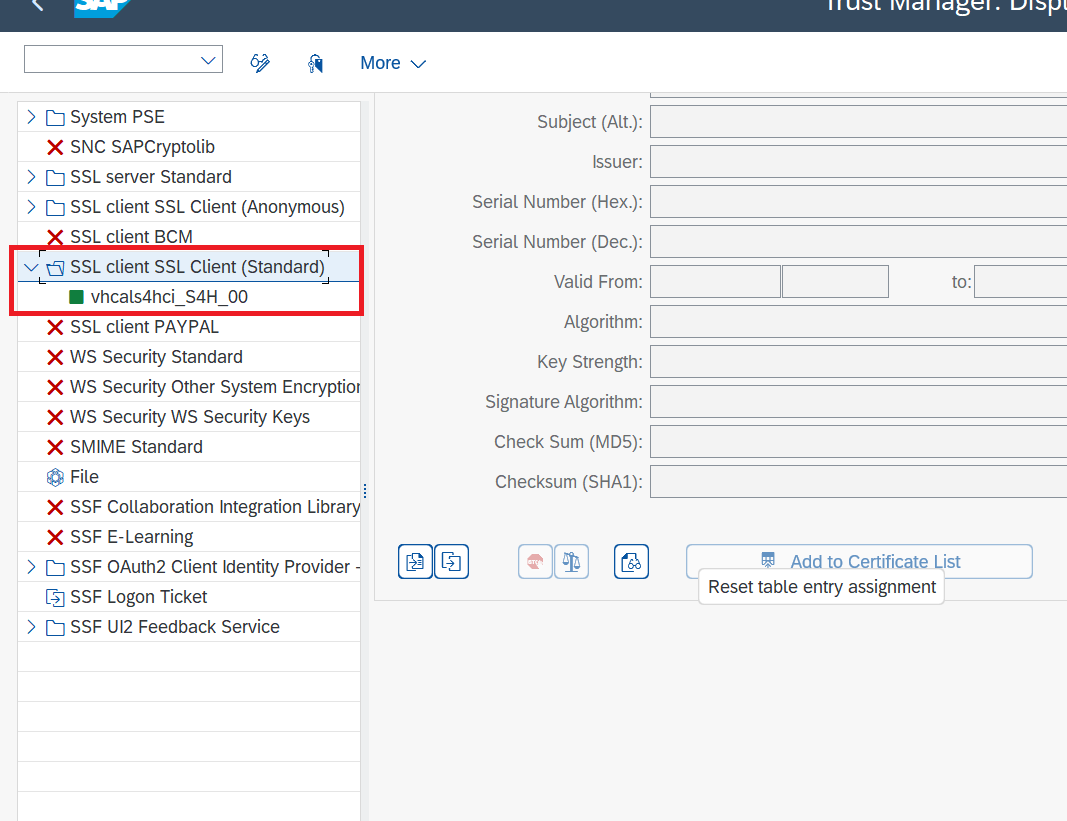 SAP
Trust Manager: Displ
More
System PSE
SNC SAPCryptolib
SSL server Standard
SSL client SSL Client (Anonymous)
SSL client BCM
SSL client SSL Client (Standard)
vhcals4hci_S4H_00
SSL client PAYPAL
WS Security Standard
WS Security Other System Encryption
WS Security WS Security Keys
SMIME Standard
File
SSF Collaboration Integration Library
SSF E-Learning
SSF OAuth2 Client Identity Provider -
SSF Logon Ticket
SSF UI2 Feedback Service
Subject (Alt.):
Issuer:
Serial Number (Hex.):
Serial Number (Dec.):
Valid From:
to:
Algorithm:
Key Strength:
Signature Algorithm:
Check Sum (MD5):
Checksum (SHA1):
Add to Certificate List
Reset table entry assignment